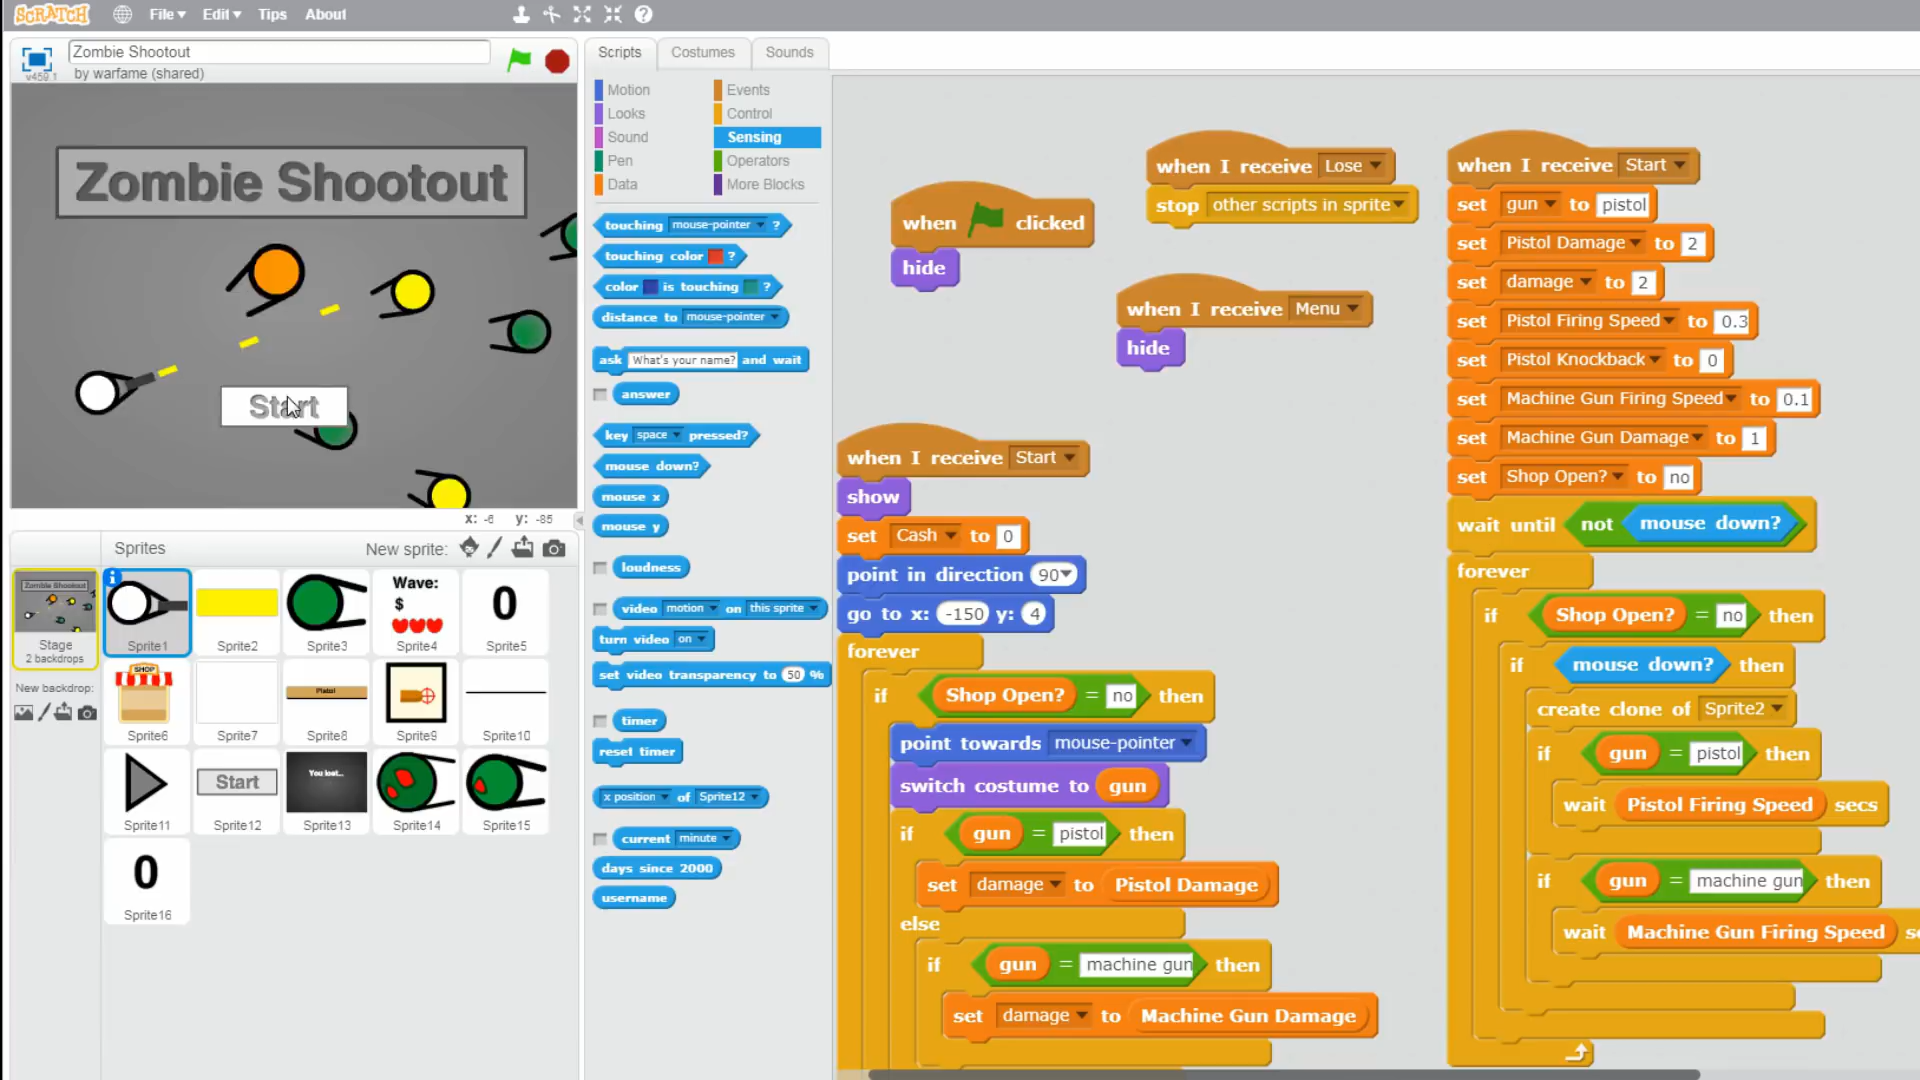 SCRATCH File Edit Tips About
Zombie Shootout
by warfame (shared)
v459.1
Scripts Costumes Sounds
Zombie Shootout
Start
x: -6 y: -85
Sprites New sprite:
Stage
2 backdrops
New backdrop:
Sprite1
Sprite2
Sprite3
Wave:
$
Sprite4
0
Sprite5
SHOP
Sprite6
Sprite7
Pistol
Sprite8
Sprite9
Sprite10
Sprite11
Start
Sprite12
You lost...
Sprite13
Sprite14
Sprite15
0
Sprite16
Motion
Looks
Sound
Pen
Data
Events
Control
Sensing
Operators
More Blocks
touching mouse-pointer ?
touching color ?
color is touching ?
distance to mouse-pointer
ask What's your name? and wait
answer
key space pressed?
mouse down?
mouse x
mouse y
loudness
video motion on this sprite
turn video on
set video transparency to 50 %
timer
reset timer
x position of Sprite12
current minute
days since 2000
username
when clicked
hide
when I receive Lose
stop other scripts in sprite
when I receive Menu
hide
when I receive Start
show
set Cash to 0
point in direction 90
go to x: -150 y: 4
forever
if Shop Open? = no then
point towards mouse-pointer
switch costume to gun
if gun = pistol then
set damage to Pistol Damage
else
if gun = machine gun then
set damage to Machine Gun Damage
when I receive Start
set gun to pistol
set Pistol Damage to 2
set damage to 2
set Pistol Firing Speed to 0.3
set Pistol Knockback to 0
set Machine Gun Firing Speed to 0.1
set Machine Gun Damage to 1
set Shop Open? to no
wait until not mouse down?
forever
if Shop Open? = no then
if mouse down? then
create clone of Sprite2
if gun = pistol then
wait Pistol Firing Speed secs
if gun = machine gun then
wait Machine Gun Firing Speed